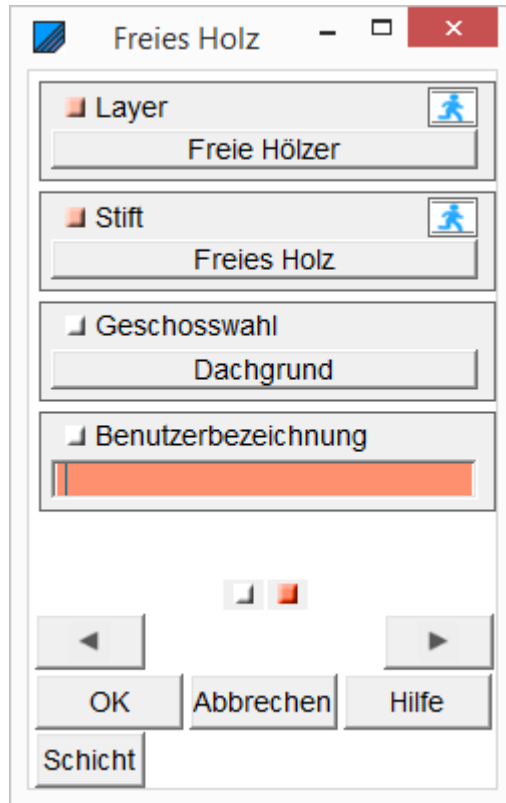 Freies Holz
Layer
Freie Hölzer
Stift
Freies Holz
Geschosswahl
Dachgrund
Benutzerbezeichnung
OK Abbrechen Hilfe
Schicht